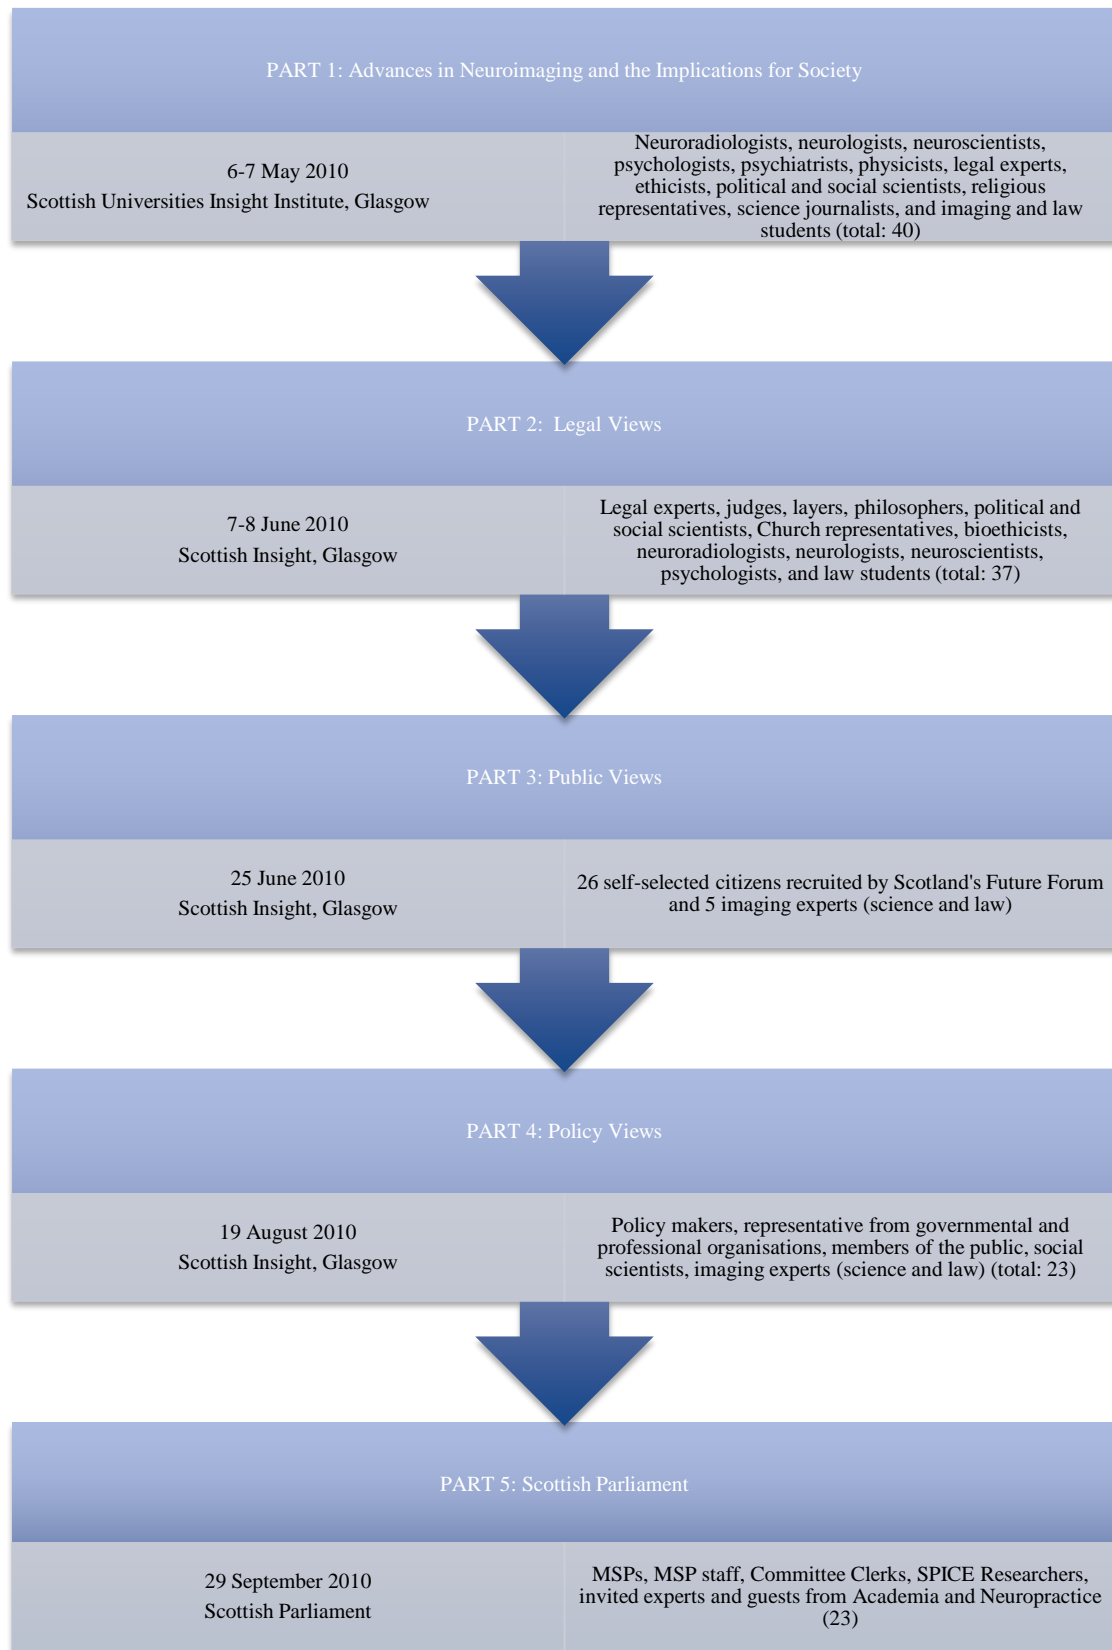 PART 1: Advances in Neuroimaging and the Implications for Society
6-7 May 2010
Scottish Universities Insight Institute, Glasgow
Neuroradiologists, neurologists, neuroscientists,
psychologists, psychiatrists, physicists, legal experts,
ethicists, political and social scientists, religious
representatives, science journalists, and imaging and law
students (total: 40)
PART 2:  Legal Views
7-8 June 2010
Scottish Insight, Glasgow
Legal experts, judges, layers, philosophers, political and
social scientists, Church representatives, bioethicists,
neuroradiologists, neurologists, neuroscientists,
psychologists, and law students (total: 37)
PART 3: Public Views
25 June 2010
Scottish Insight, Glasgow
26 self-selected citizens recruited by Scotland's Future Forum
and 5 imaging experts (science and law)
PART 4: Policy Views
19 August 2010
Scottish Insight, Glasgow
Policy makers, representative from governmental and
professional organisations, members of the public, social
scientists, imaging experts (science and law) (total: 23)
PART 5: Scottish Parliament
29 September 2010
Scottish Parliament
MSPs, MSP staff, Committee Clerks, SPICE Researchers,
invited experts and guests from Academia and Neuropractice
(23)